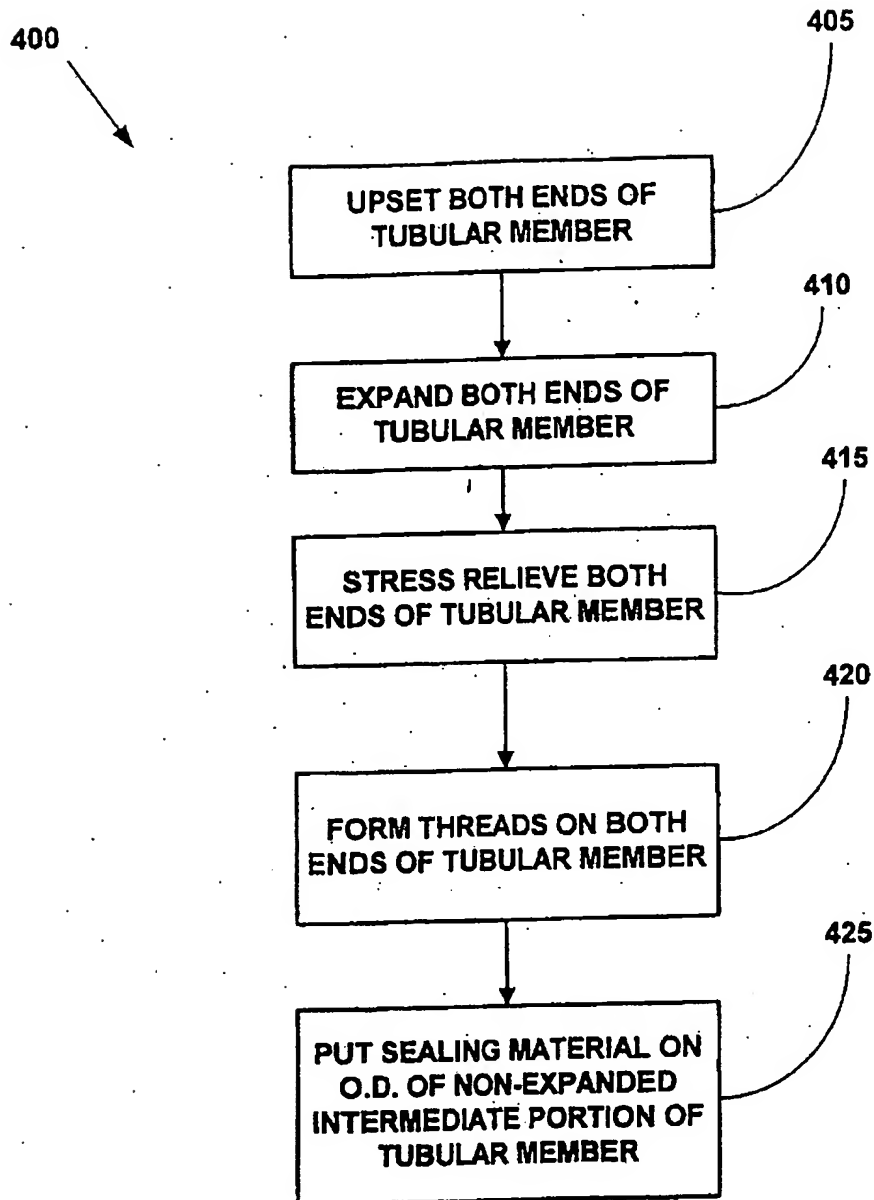 400
405
UPSET BOTH ENDS OF
TUBULAR MEMBER
410
EXPAND BOTH ENDS OF
TUBULAR MEMBER
415
STRESS RELIEVE BOTH
ENDS OF TUBULAR MEMBER
420
FORM THREADS ON BOTH
ENDS OF TUBULAR MEMBER
425
PUT SEALING MATERIAL ON
O.D. OF NON-EXPANDED
INTERMEDIATE PORTION OF
TUBULAR MEMBER